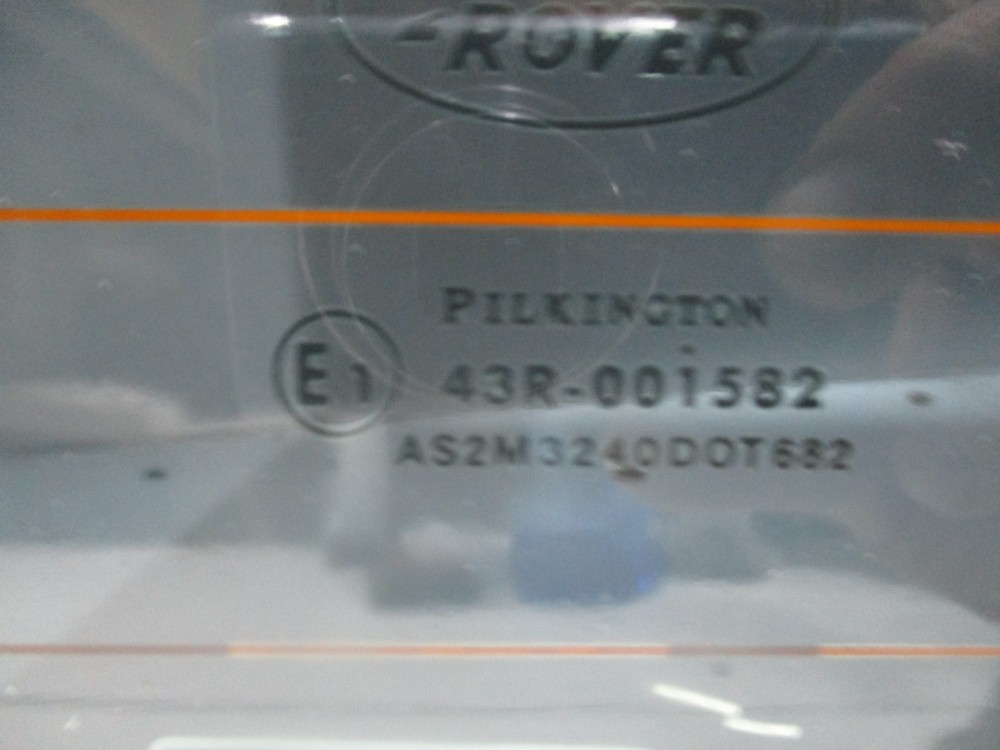 -ROVER
PILKINGTON
E1 43R-001582
AS2M3240DOT682